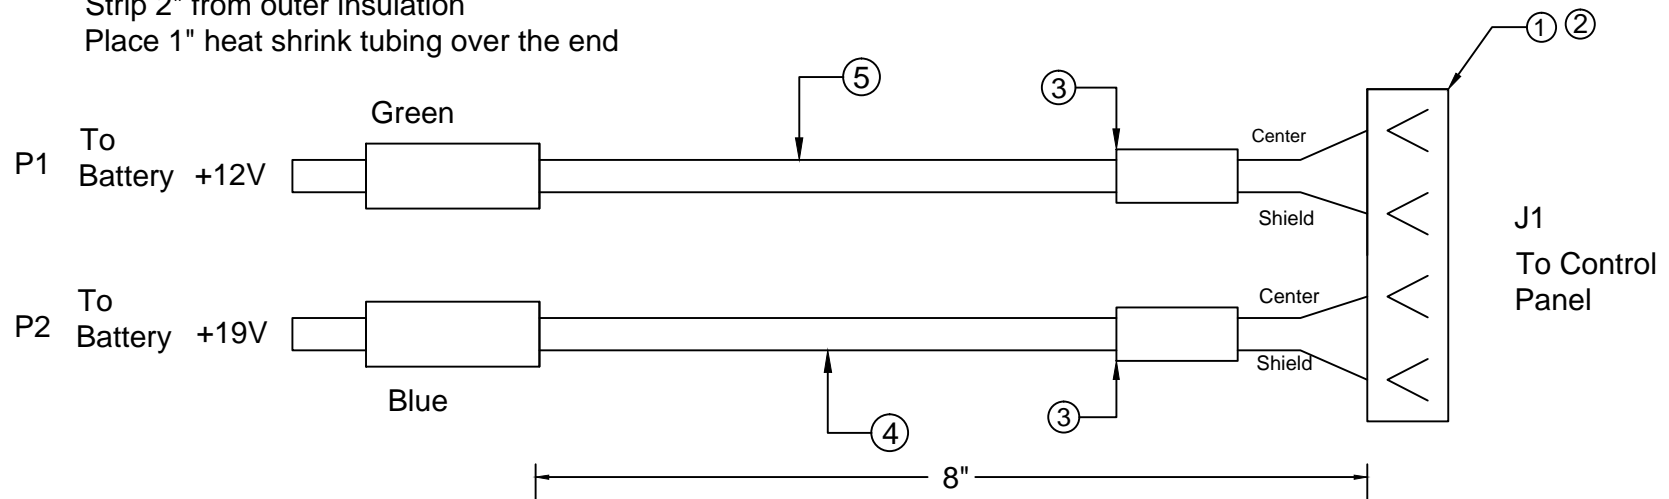 Strip 2" from outer insulation
Place 1" heat shrink tubing over the end
1 2
5
3
Green
Center
P1
To
Battery
+12V
Shield
J1
To Control
Panel
Center
P2
To
Battery
+19V
Shield
Blue
3
4
8"